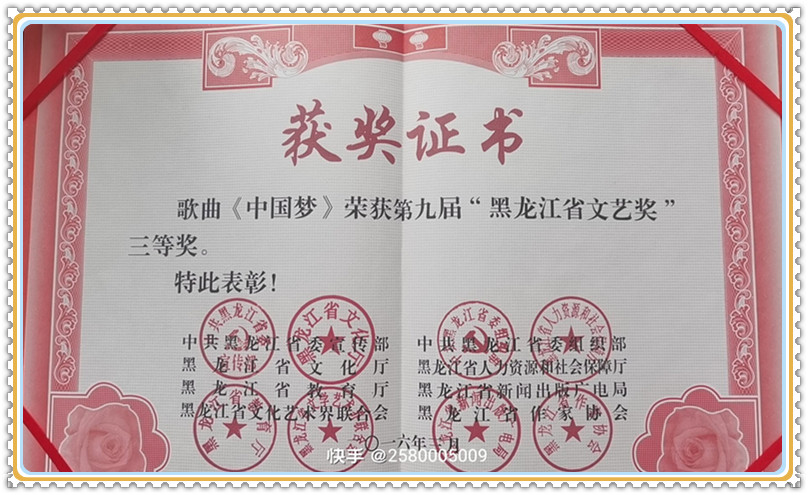 获奖证书
歌曲《中国梦》荣获第九届“黑龙江省文艺奖”
三等奖。
特此表彰！
中共黑龙江省委宣传部 中共黑龙江省委组织部
黑龙江省文化厅 黑龙江省人力资源和社会保障厅
黑龙江省教育厅 黑龙江省新闻出版广电局
黑龙江省文化艺术界联合会 黑龙江省作家协会
二〇一六年三月
快手 @2580005009